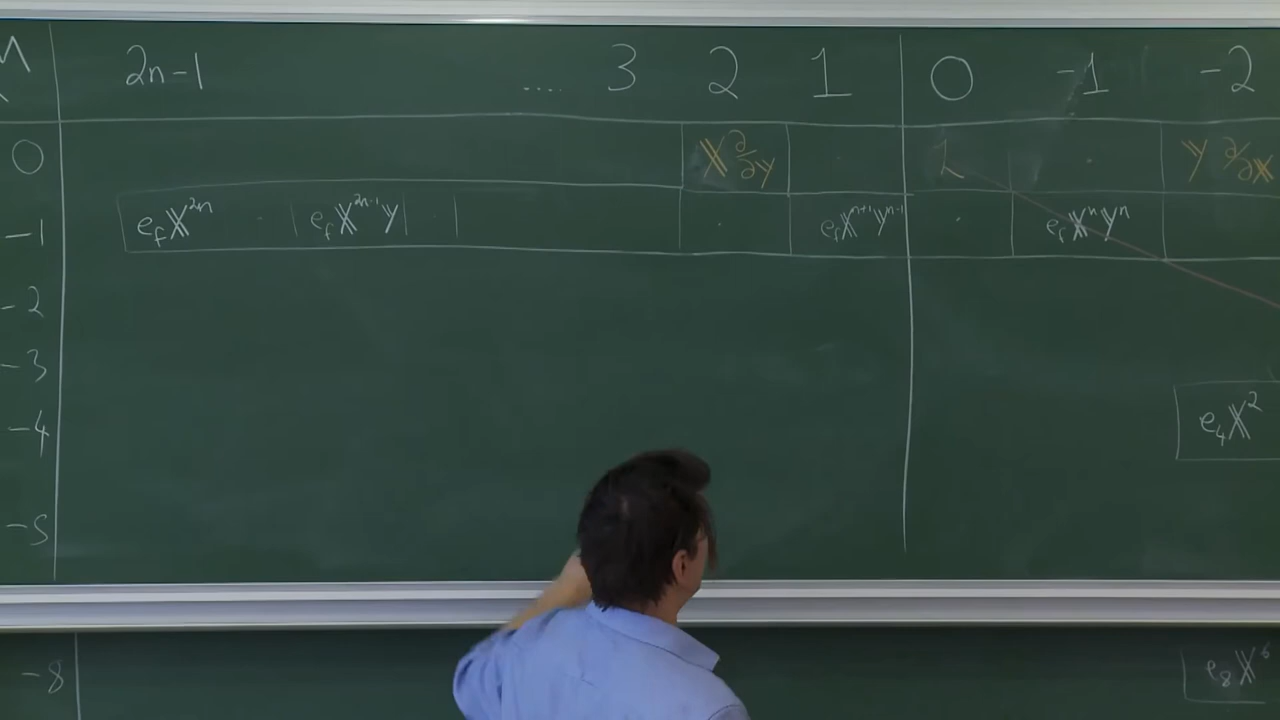 M 2n-1 .... 3 2 1 0 -1 -2
0 X ∂/∂y 1 y ∂/∂x
-1 e_f X^{2n} e_f X^{2n-1} Y e_f X^{n+1} Y^{n-1} e_f X^n Y^n
-2
-3
-4 e_4 X^2
-5
-8 e_8 X^6